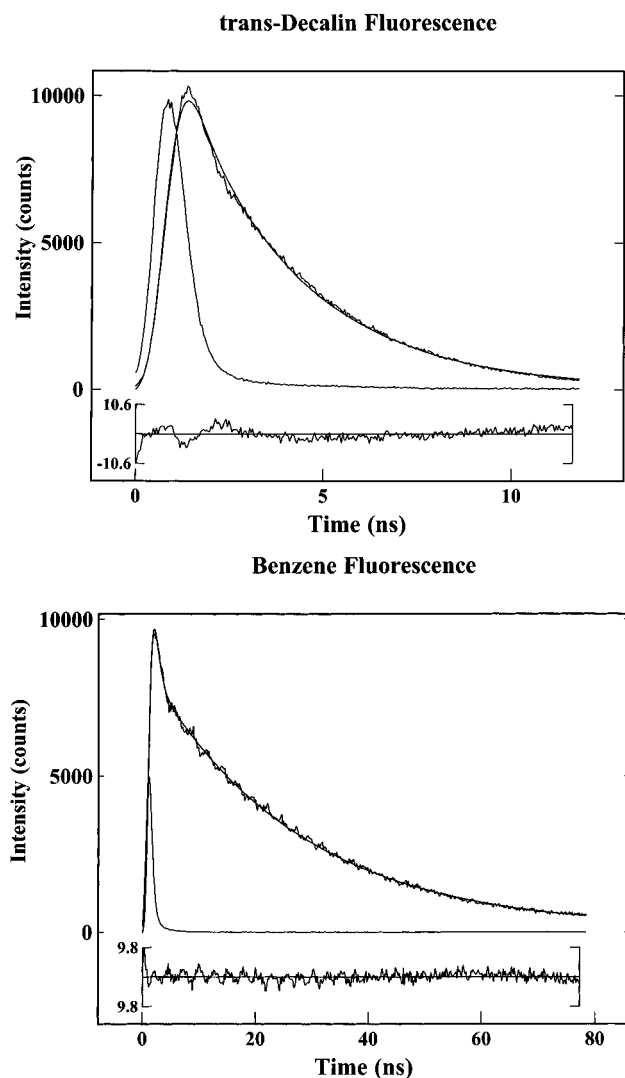 trans-Decalin Fluorescence
10000
5000
0
Intensity (counts)
10.6
-10.6
0 5 10
Time (ns)
Benzene Fluorescence
10000
5000
0
Intensity (counts)
9.8
9.8
0 20 40 60 80
Time (ns)